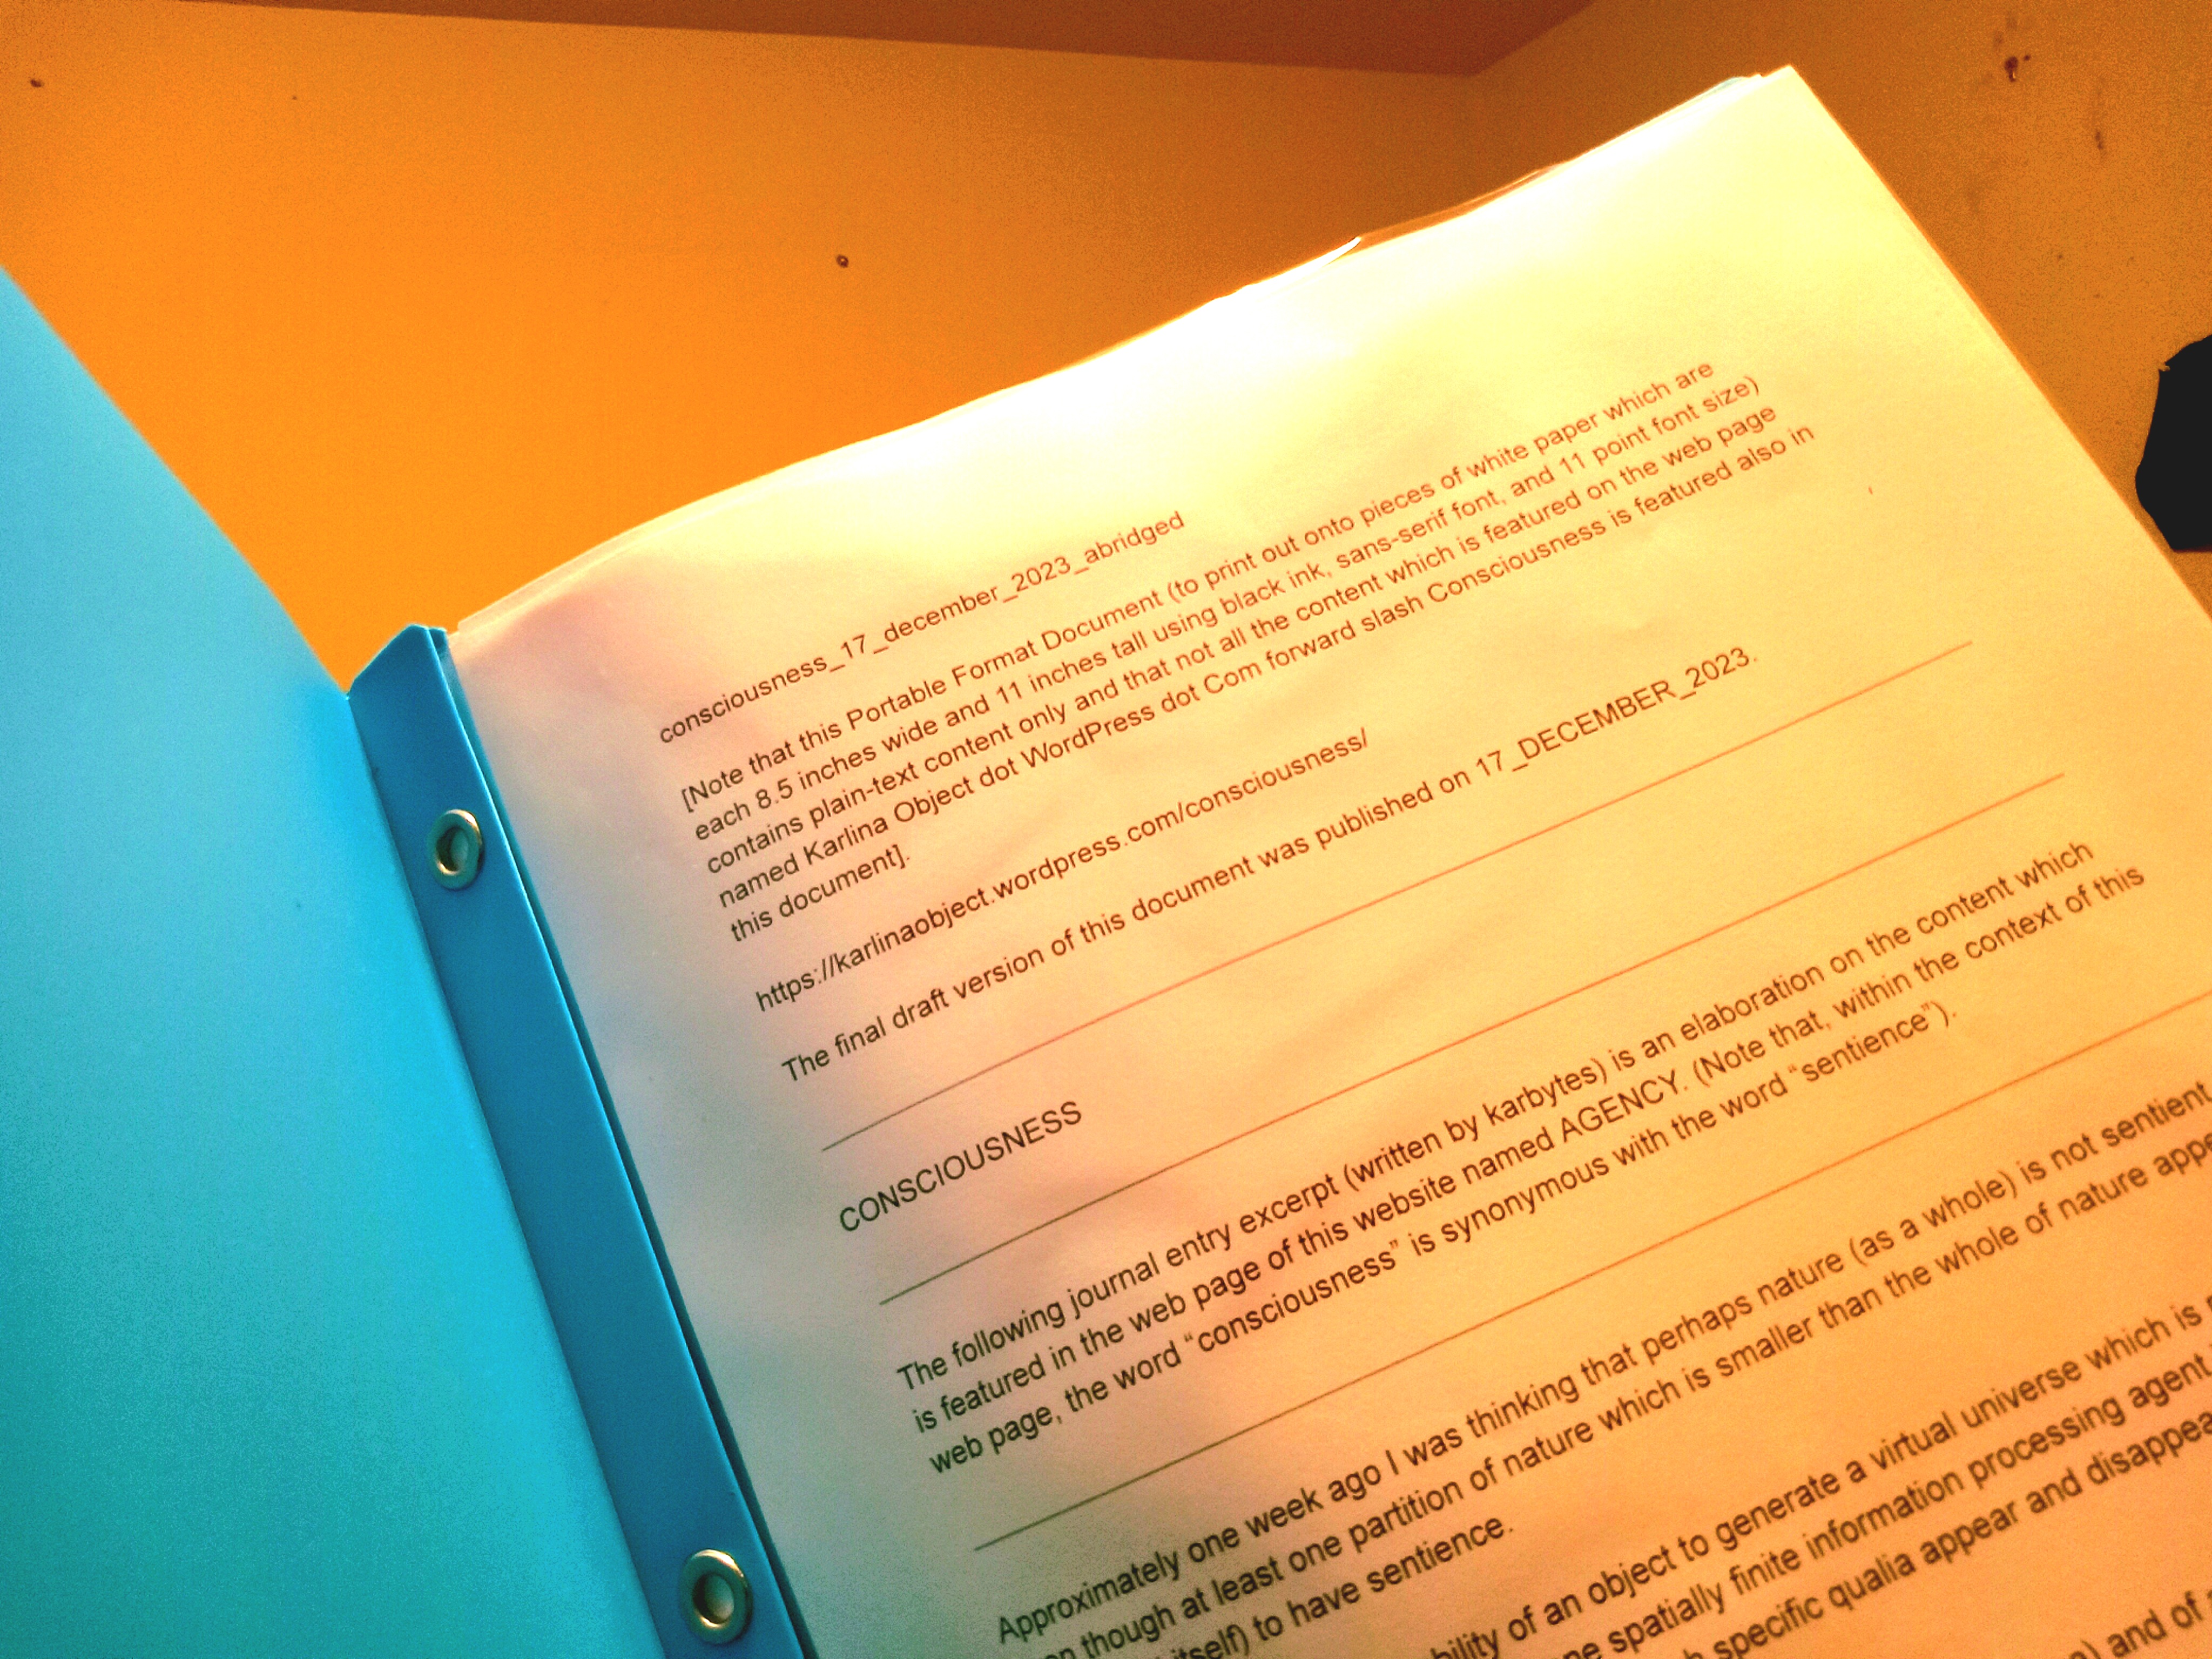 consciousness_17_december_2023_abridged
[Note that this Portable Format Document (to print out onto pieces of white paper which are
each 8.5 inches wide and 11 inches tall using black ink, sans-serif font, and 11 point font size)
contains plain-text content only and that not all the content which is featured on the web page
named Karlina Object dot WordPress dot Com forward slash Consciousness is featured also in
this document].
https://karlinaobject.wordpress.com/consciousness/
The final draft version of this document was published on 17_DECEMBER_2023.
CONSCIOUSNESS
The following journal entry excerpt (written by karbytes) is an elaboration on the content which
is featured in the web page of this website named AGENCY. (Note that, within the context of this
web page, the word “consciousness” is synonymous with the word “sentience”).
Approximately one week ago I was thinking that perhaps nature (as a whole) is not sentient
though at least one partition of nature which is smaller than the whole of nature
itself) to have sentience.
of an object to generate a virtual universe which is
spatially finite information processing agent
specific qualia appear and
and of